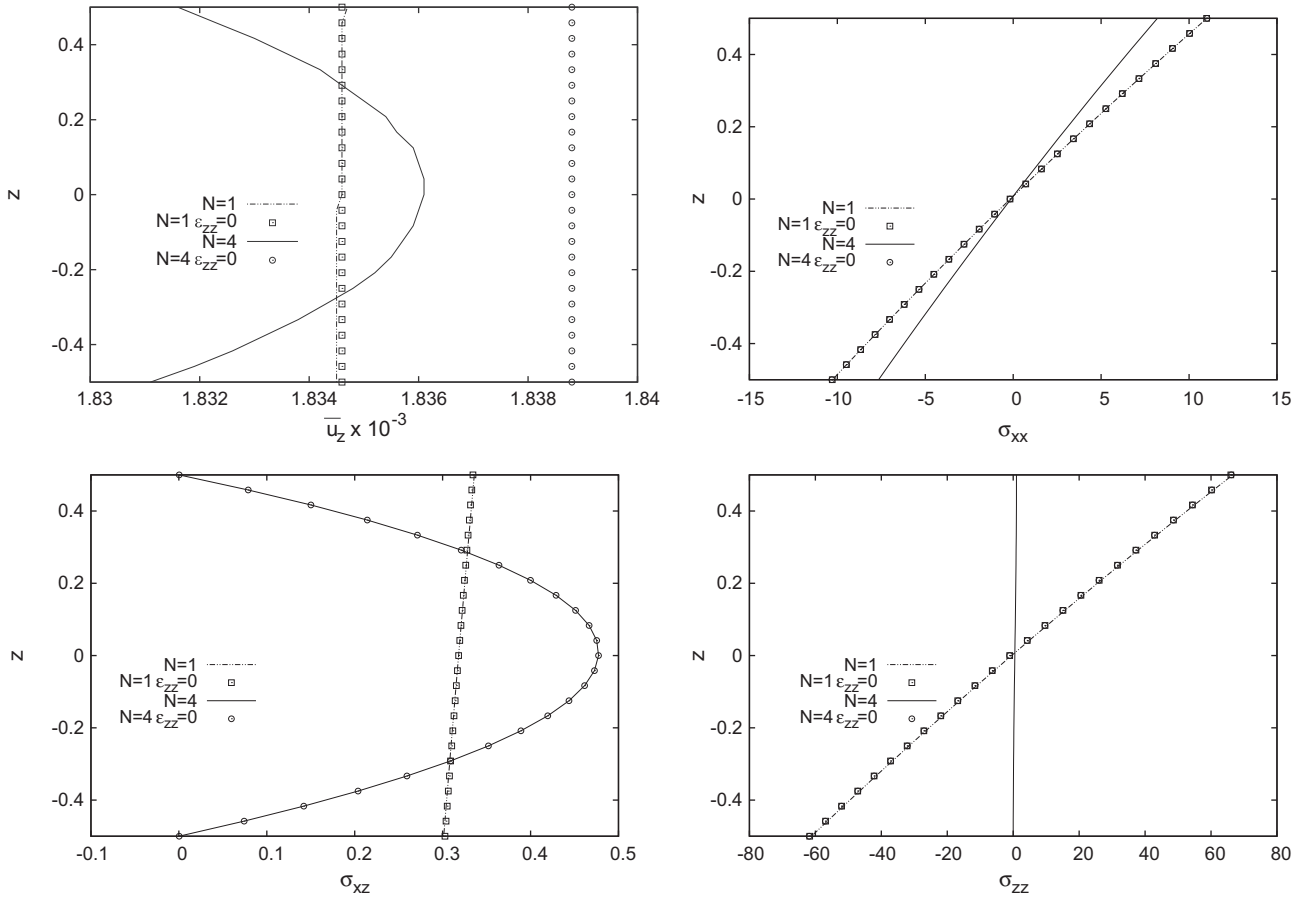 0.4
0.2
0
-0.2
-0.4
z
N=1
N=1 εzz=0
N=4
N=4 εzz=0
1.83
1.832
1.834
1.836
1.838
1.84
u̅z x 10-3
0.4
0.2
0
-0.2
-0.4
z
N=1
N=1 εzz=0
N=4
N=4 εzz=0
-15
-10
-5
0
5
10
15
σxx
0.4
0.2
0
-0.2
-0.4
z
N=1
N=1 εzz=0
N=4
N=4 εzz=0
-0.1
0
0.1
0.2
0.3
0.4
0.5
σxz
0.4
0.2
0
-0.2
-0.4
z
N=1
N=1 εzz=0
N=4
N=4 εzz=0
-80
-60
-40
-20
0
20
40
60
80
σzz